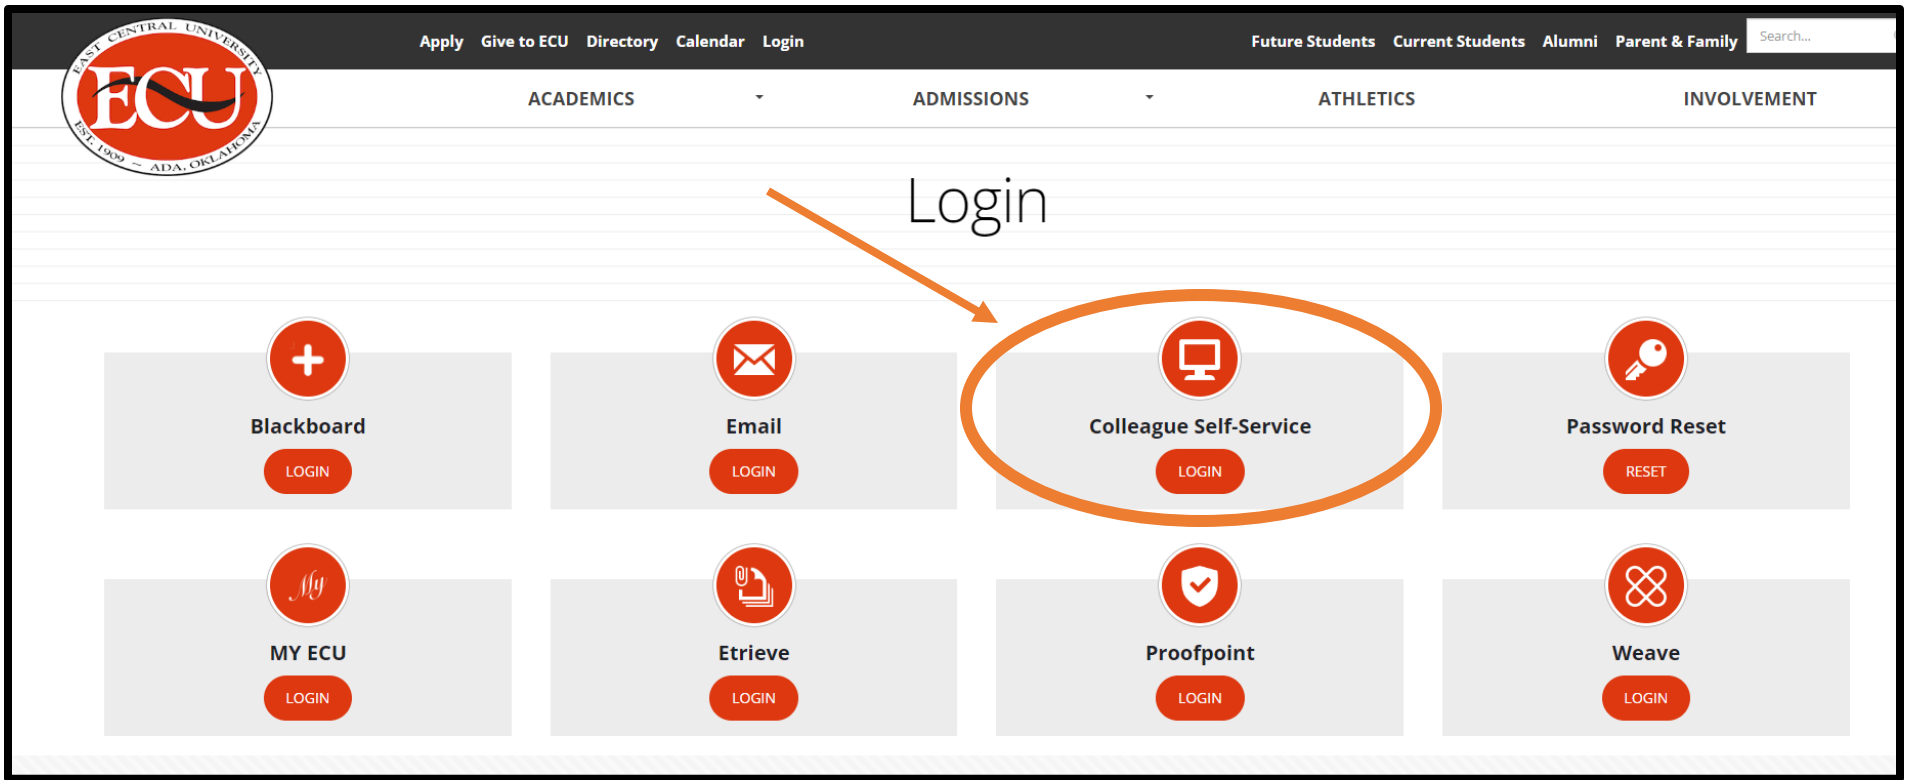 EAST CENTRAL UNIVERSITY
ECU
EST. 1909 ~ ADA, OKLAHOMA
Apply Give to ECU Directory Calendar Login
Future Students Current Students Alumni Parent & Family Search...
ACADEMICS ADMISSIONS ATHLETICS INVOLVEMENT
Login
Blackboard Email Colleague Self-Service Password Reset
LOGIN LOGIN LOGIN RESET
My
MY ECU Etrieve Proofpoint Weave
LOGIN LOGIN LOGIN LOGIN